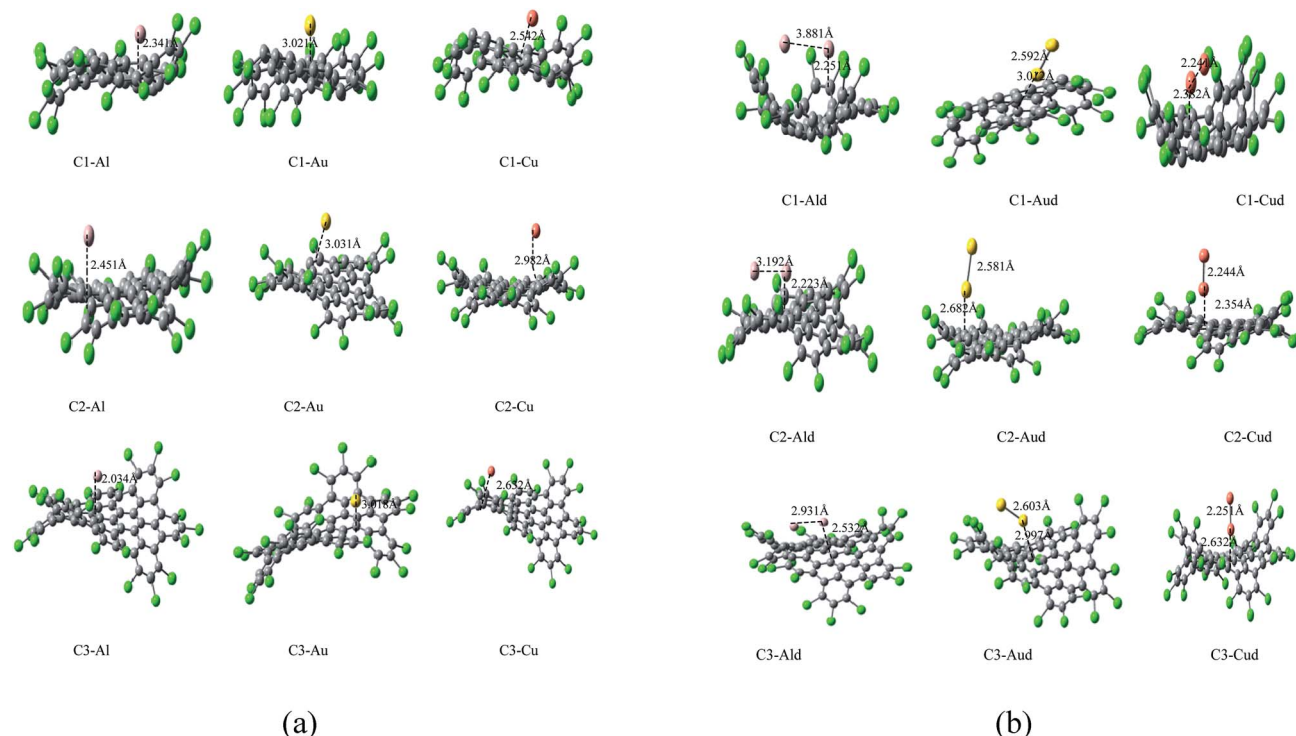 2.341Å
3.021Å
2.542Å
C1-Al
C1-Au
C1-Cu
2.451Å
3.031Å
2.982Å
C2-Al
C2-Au
C2-Cu
2.034Å
3.018Å
2.632Å
C3-Al
C3-Au
C3-Cu
(a)
3.881Å
2.251Å
2.592Å
3.072Å
2.241Å
2.382Å
C1-Ald
C1-Aud
C1-Cud
3.192Å
2.223Å
2.581Å
2.682Å
2.244Å
2.354Å
C2-Ald
C2-Aud
C2-Cud
2.931Å
2.532Å
2.603Å
2.997Å
2.251Å
2.632Å
C3-Ald
C3-Aud
C3-Cud
(b)